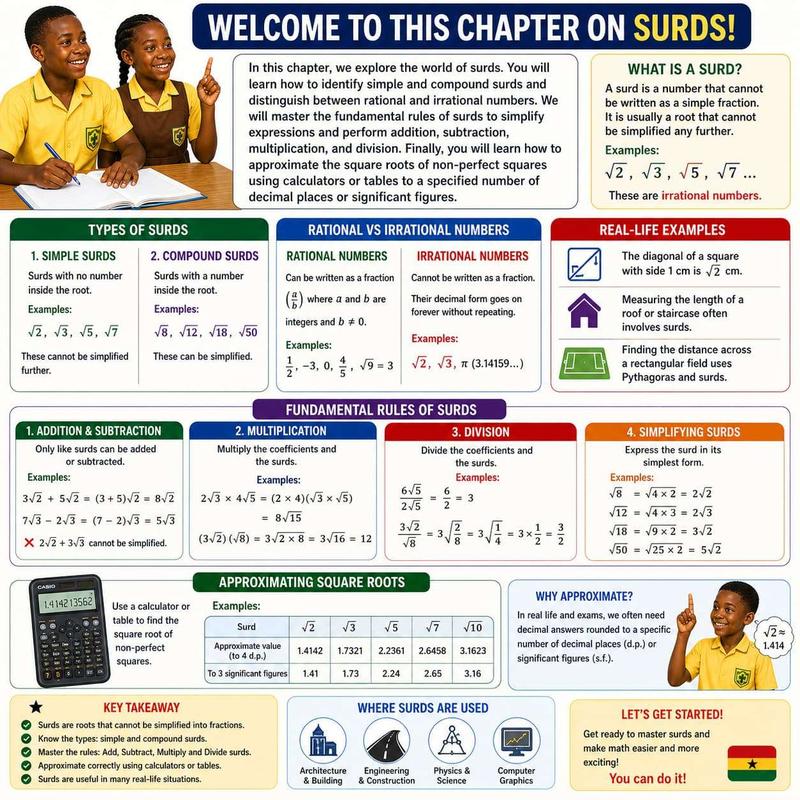 WELCOME TO THIS CHAPTER ON SURDS!
In this chapter, we explore the world of surds. You will
learn how to identify simple and compound surds and
distinguish between rational and irrational numbers. We
will master the fundamental rules of surds to simplify
expressions and perform addition, subtraction,
multiplication, and division. Finally, you will learn how to
approximate the square roots of non-perfect squares
using calculators or tables to a specified number of
decimal places or significant figures.
WHAT IS A SURD?
A surd is a number that cannot
be written as a simple fraction.
It is usually a root that cannot
be simplified any further.
Examples:
√2 , √3 , √5 , √7 ...
These are irrational numbers.
TYPES OF SURDS
1. SIMPLE SURDS
Surds with no number
inside the root.
Examples:
√2 , √3 , √5 , √7
These cannot be simplified
further.
2. COMPOUND SURDS
Surds with a number
inside the root.
Examples:
√8 , √12 , √18 , √50
These can be simplified.
RATIONAL VS IRRATIONAL NUMBERS
RATIONAL NUMBERS
Can be written as a fraction
(a/b) where a and b are
integers and b ≠ 0.
Examples:
1/2 , −3, 0, 4/5 , √9 = 3
IRRATIONAL NUMBERS
Cannot be written as a fraction.
Their decimal form goes on
forever without repeating.
Examples:
√2 , √3 , π (3.14159...)
REAL-LIFE EXAMPLES
The diagonal of a square
with side 1 cm is √2 cm.
Measuring the length of a
roof or staircase often
involves surds.
Finding the distance across
a rectangular field uses
Pythagoras and surds.
FUNDAMENTAL RULES OF SURDS
1. ADDITION & SUBTRACTION
Only like surds can be added
or subtracted.
Examples:
3√2 + 5√2 = (3 + 5)√2 = 8√2
7√3 − 2√3 = (7 − 2)√3 = 5√3
✗ 2√2 + 3√3 cannot be simplified.
2. MULTIPLICATION
Multiply the coefficients and
the surds.
Examples:
2√3 × 4√5 = (2 × 4)(√3 × √5)
= 8√15
(3√2) (√8) = 3√2 × 8 = 3√16 = 12
3. DIVISION
Divide the coefficients and
the surds.
Examples:
6√5/2√5 = 6/2 = 3
3√2/√8 = 3√2/8 = 3√1/4 = 3 × 1/2 = 3/2
4. SIMPLIFYING SURDS
Express the surd in its
simplest form.
Examples:
√8 = √4 × 2 = 2√2
√12 = √4 × 3 = 2√3
√18 = √9 × 2 = 3√2
√50 = √25 × 2 = 5√2
APPROXIMATING SQUARE ROOTS
CASIO
1.414213562
Use a calculator or
table to find the
square root of
non-perfect
squares.
Examples:
Surd √2 √3 √5 √7 √10
Approximate value
(to 4 d.p.) 1.4142 1.7321 2.2361 2.6458 3.1623
To 3 significant figures 1.41 1.73 2.24 2.65 3.16
WHY APPROXIMATE?
In real life and exams, we often need
decimal answers rounded to a specific
number of decimal places (d.p.) or
significant figures (s.f.).
√2 ≈
1.414
KEY TAKEAWAY
Surds are roots that cannot be simplified into fractions.
Know the types: simple and compound surds.
Master the rules: Add, Subtract, Multiply and Divide surds.
Approximate correctly using calculators or tables.
Surds are useful in many real-life situations.
WHERE SURDS ARE USED
Architecture
& Building
Engineering
& Construction
Physics &
Science
Computer
Graphics
LET'S GET STARTED!
Get ready to master surds and
make math easier and more
exciting!
You can do it!